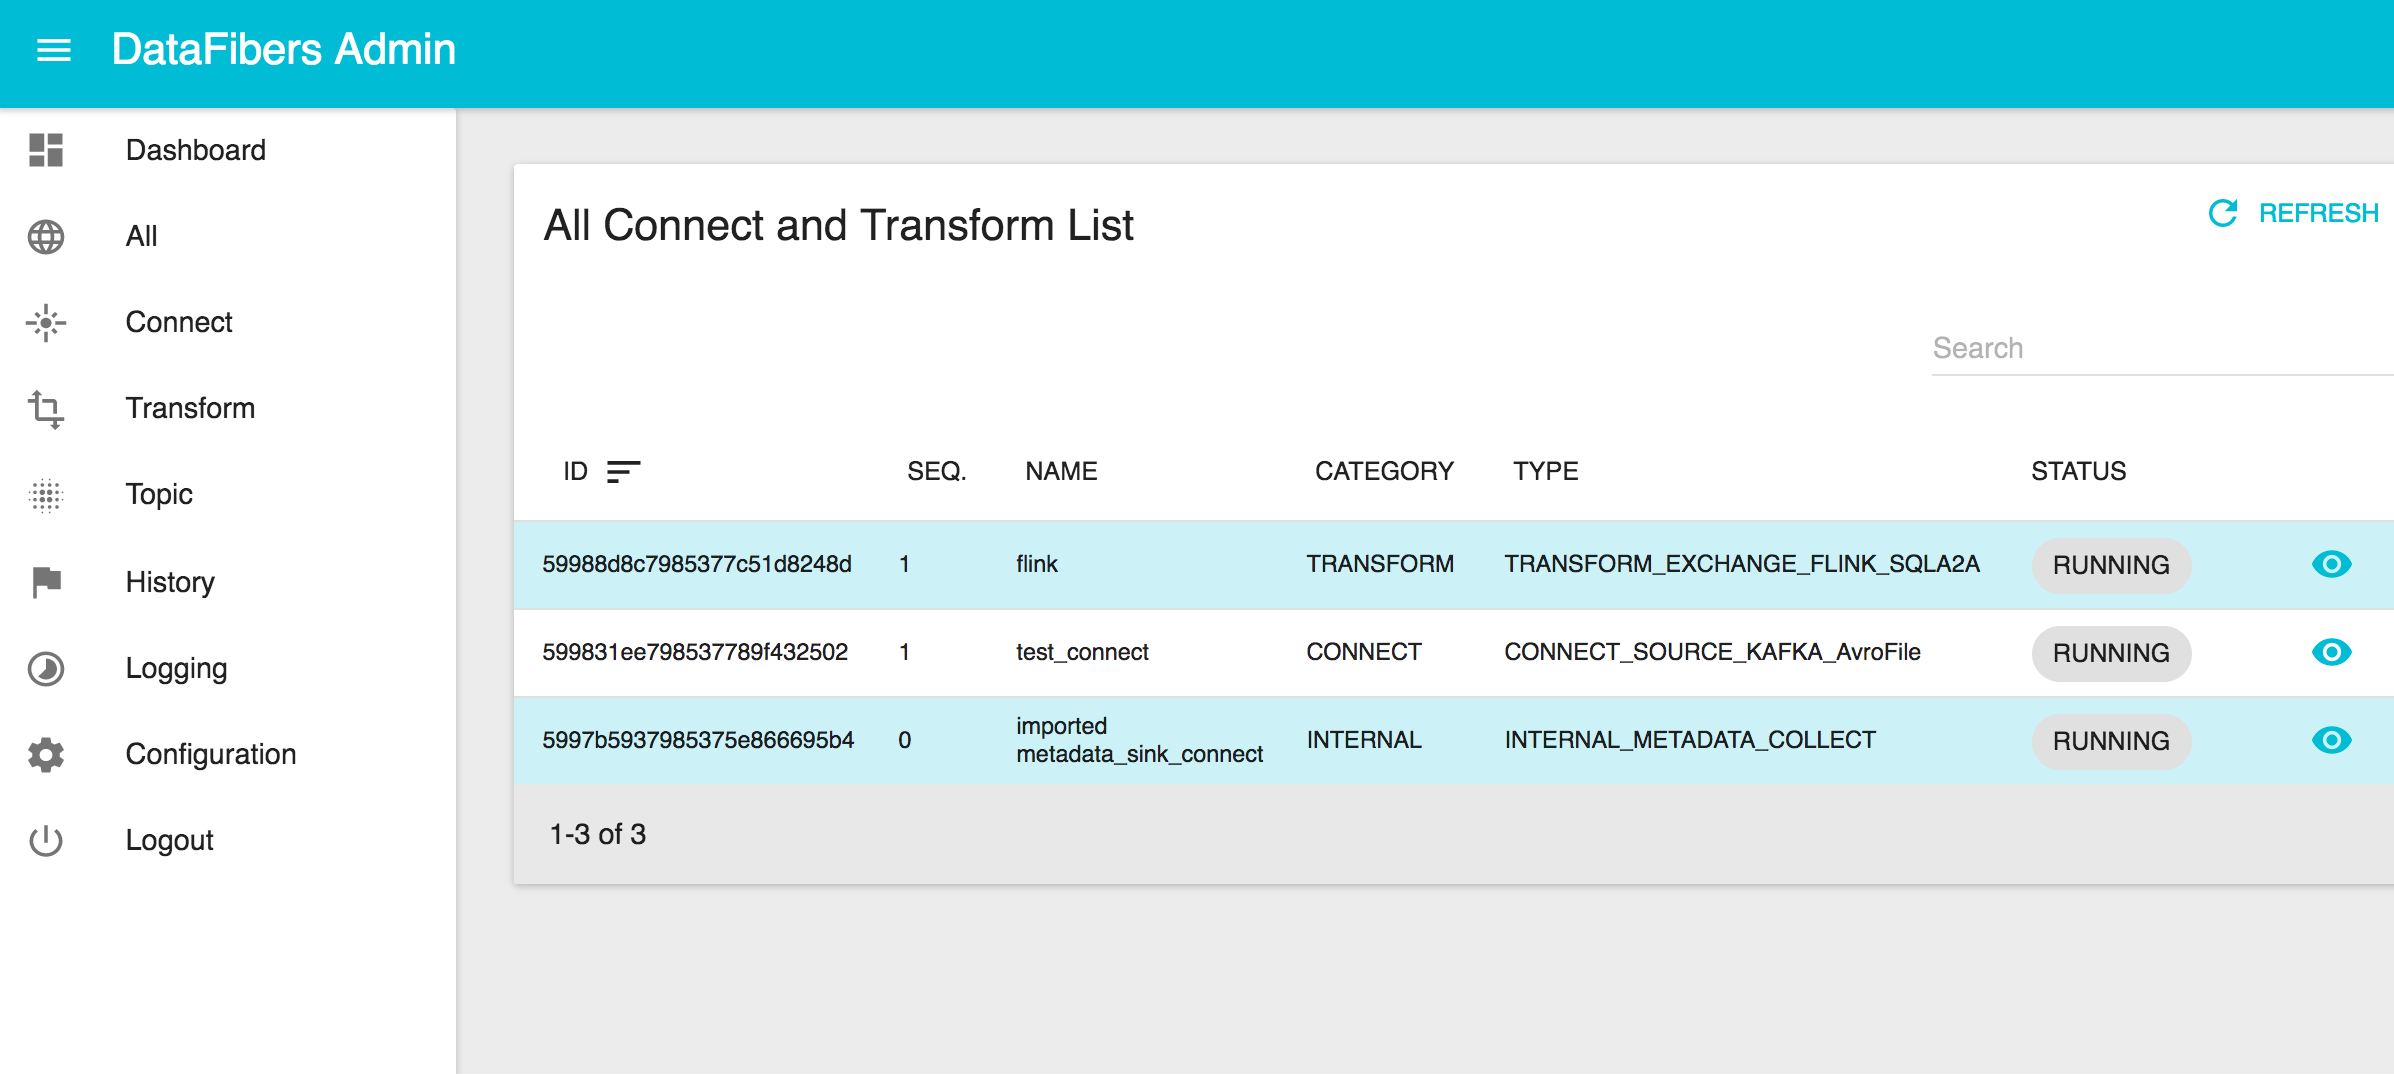 DataFibers Admin
Dashboard
All
Connect
Transform
Topic
History
Logging
Configuration
Logout
All Connect and Transform List
REFRESH
Search
ID SEQ. NAME CATEGORY TYPE STATUS
59988d8c7985377c51d8248d 1 flink TRANSFORM TRANSFORM_EXCHANGE_FLINK_SQLA2A RUNNING
599831ee798537789f432502 1 test_connect CONNECT CONNECT_SOURCE_KAFKA_AvroFile RUNNING
5997b5937985375e866695b4 0 imported metadata_sink_connect INTERNAL INTERNAL_METADATA_COLLECT RUNNING
1-3 of 3